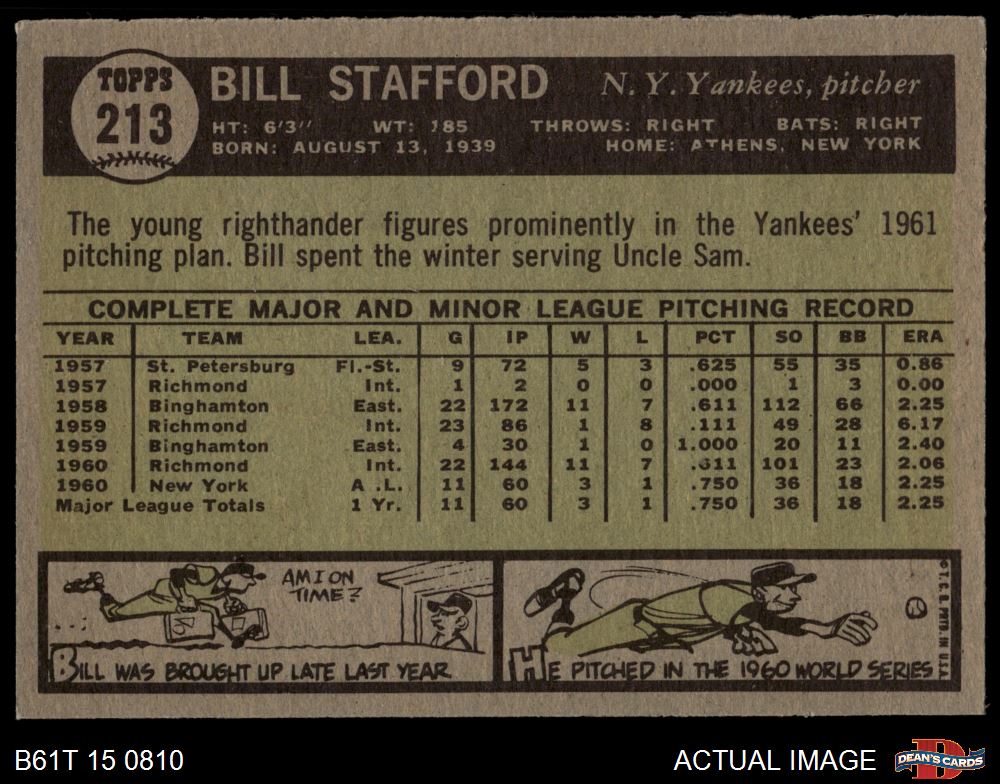 TOPPS
213
BILL STAFFORD N. Y. Yankees, pitcher
HT: 6'3" WT: 185 THROWS: RIGHT BATS: RIGHT
BORN: AUGUST 13, 1939 HOME: ATHENS, NEW YORK
The young righthander figures prominently in the Yankees' 1961
pitching plan. Bill spent the winter serving Uncle Sam.
COMPLETE MAJOR AND MINOR LEAGUE PITCHING RECORD
YEAR TEAM LEA. G IP W L PCT SO BB ERA
1957 St. Petersburg Fl.-St. 9 72 5 3 .625 55 35 0.86
1957 Richmond Int. 1 2 0 0 .000 1 3 0.00
1958 Binghamton East. 22 172 11 7 .611 112 66 2.25
1959 Richmond Int. 23 86 1 8 .111 49 28 6.17
1959 Binghamton East. 4 30 1 0 1.000 20 11 2.40
1960 Richmond Int. 22 144 11 7 .611 101 23 2.06
1960 New York A .L. 11 60 3 1 .750 36 18 2.25
Major League Totals 1 Yr. 11 60 3 1 .750 36 18 2.25
AM I ON
TIME?
BILL WAS BROUGHT UP LATE LAST YEAR
HE PITCHED IN THE 1960 WORLD SERIES
© T.C.G. PRTD. IN U.S.A.
B61T 15 0810 ACTUAL IMAGE
DEAN'S CARDS